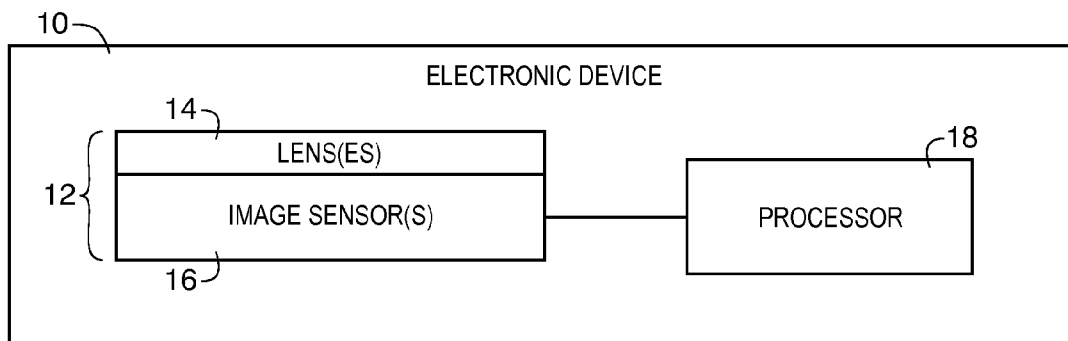 10
ELECTRONIC DEVICE
14
LENS(ES)
18
12
IMAGE SENSOR(S)
PROCESSOR
16